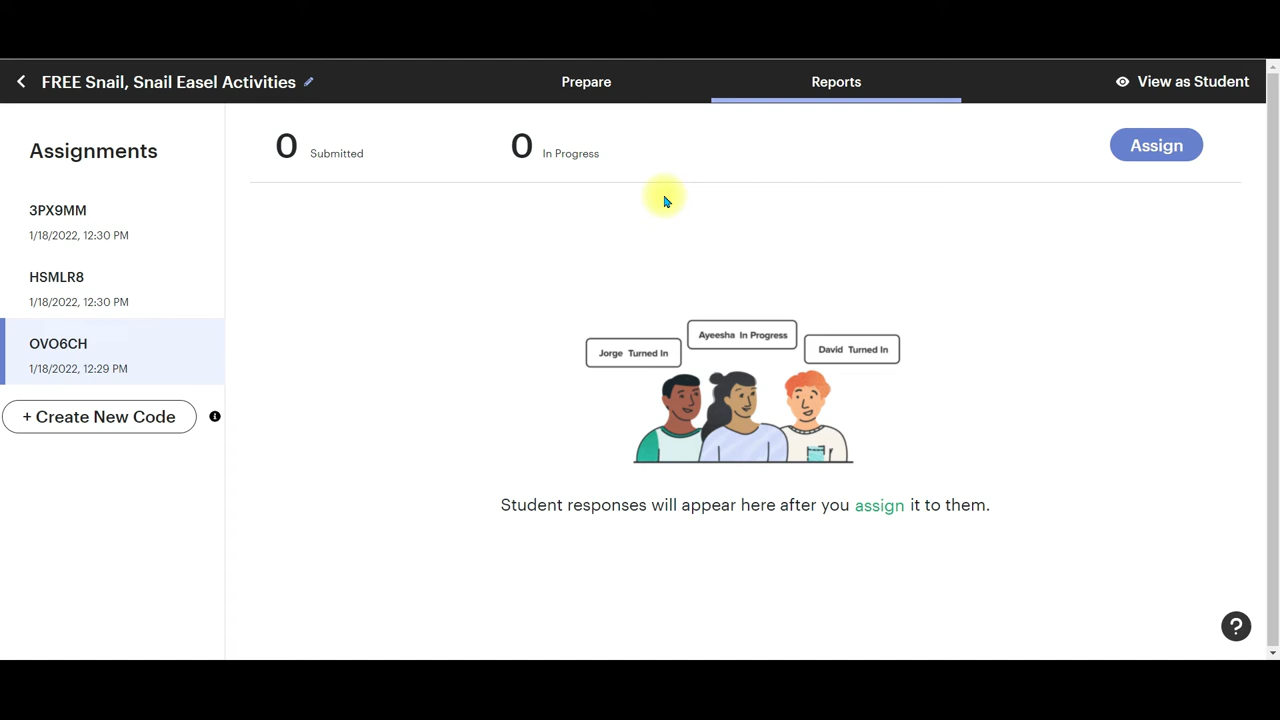 FREE Snail, Snail Easel Activities
Prepare
Reports
View as Student
Assignments
0 Submitted
0 In Progress
Assign
3PX9MM
1/18/2022, 12:30 PM
HSMLR8
1/18/2022, 12:30 PM
OVO6CH
1/18/2022, 12:29 PM
+ Create New Code
Jorge Turned In
Ayeesha In Progress
David Turned In
Student responses will appear here after you assign it to them.
?